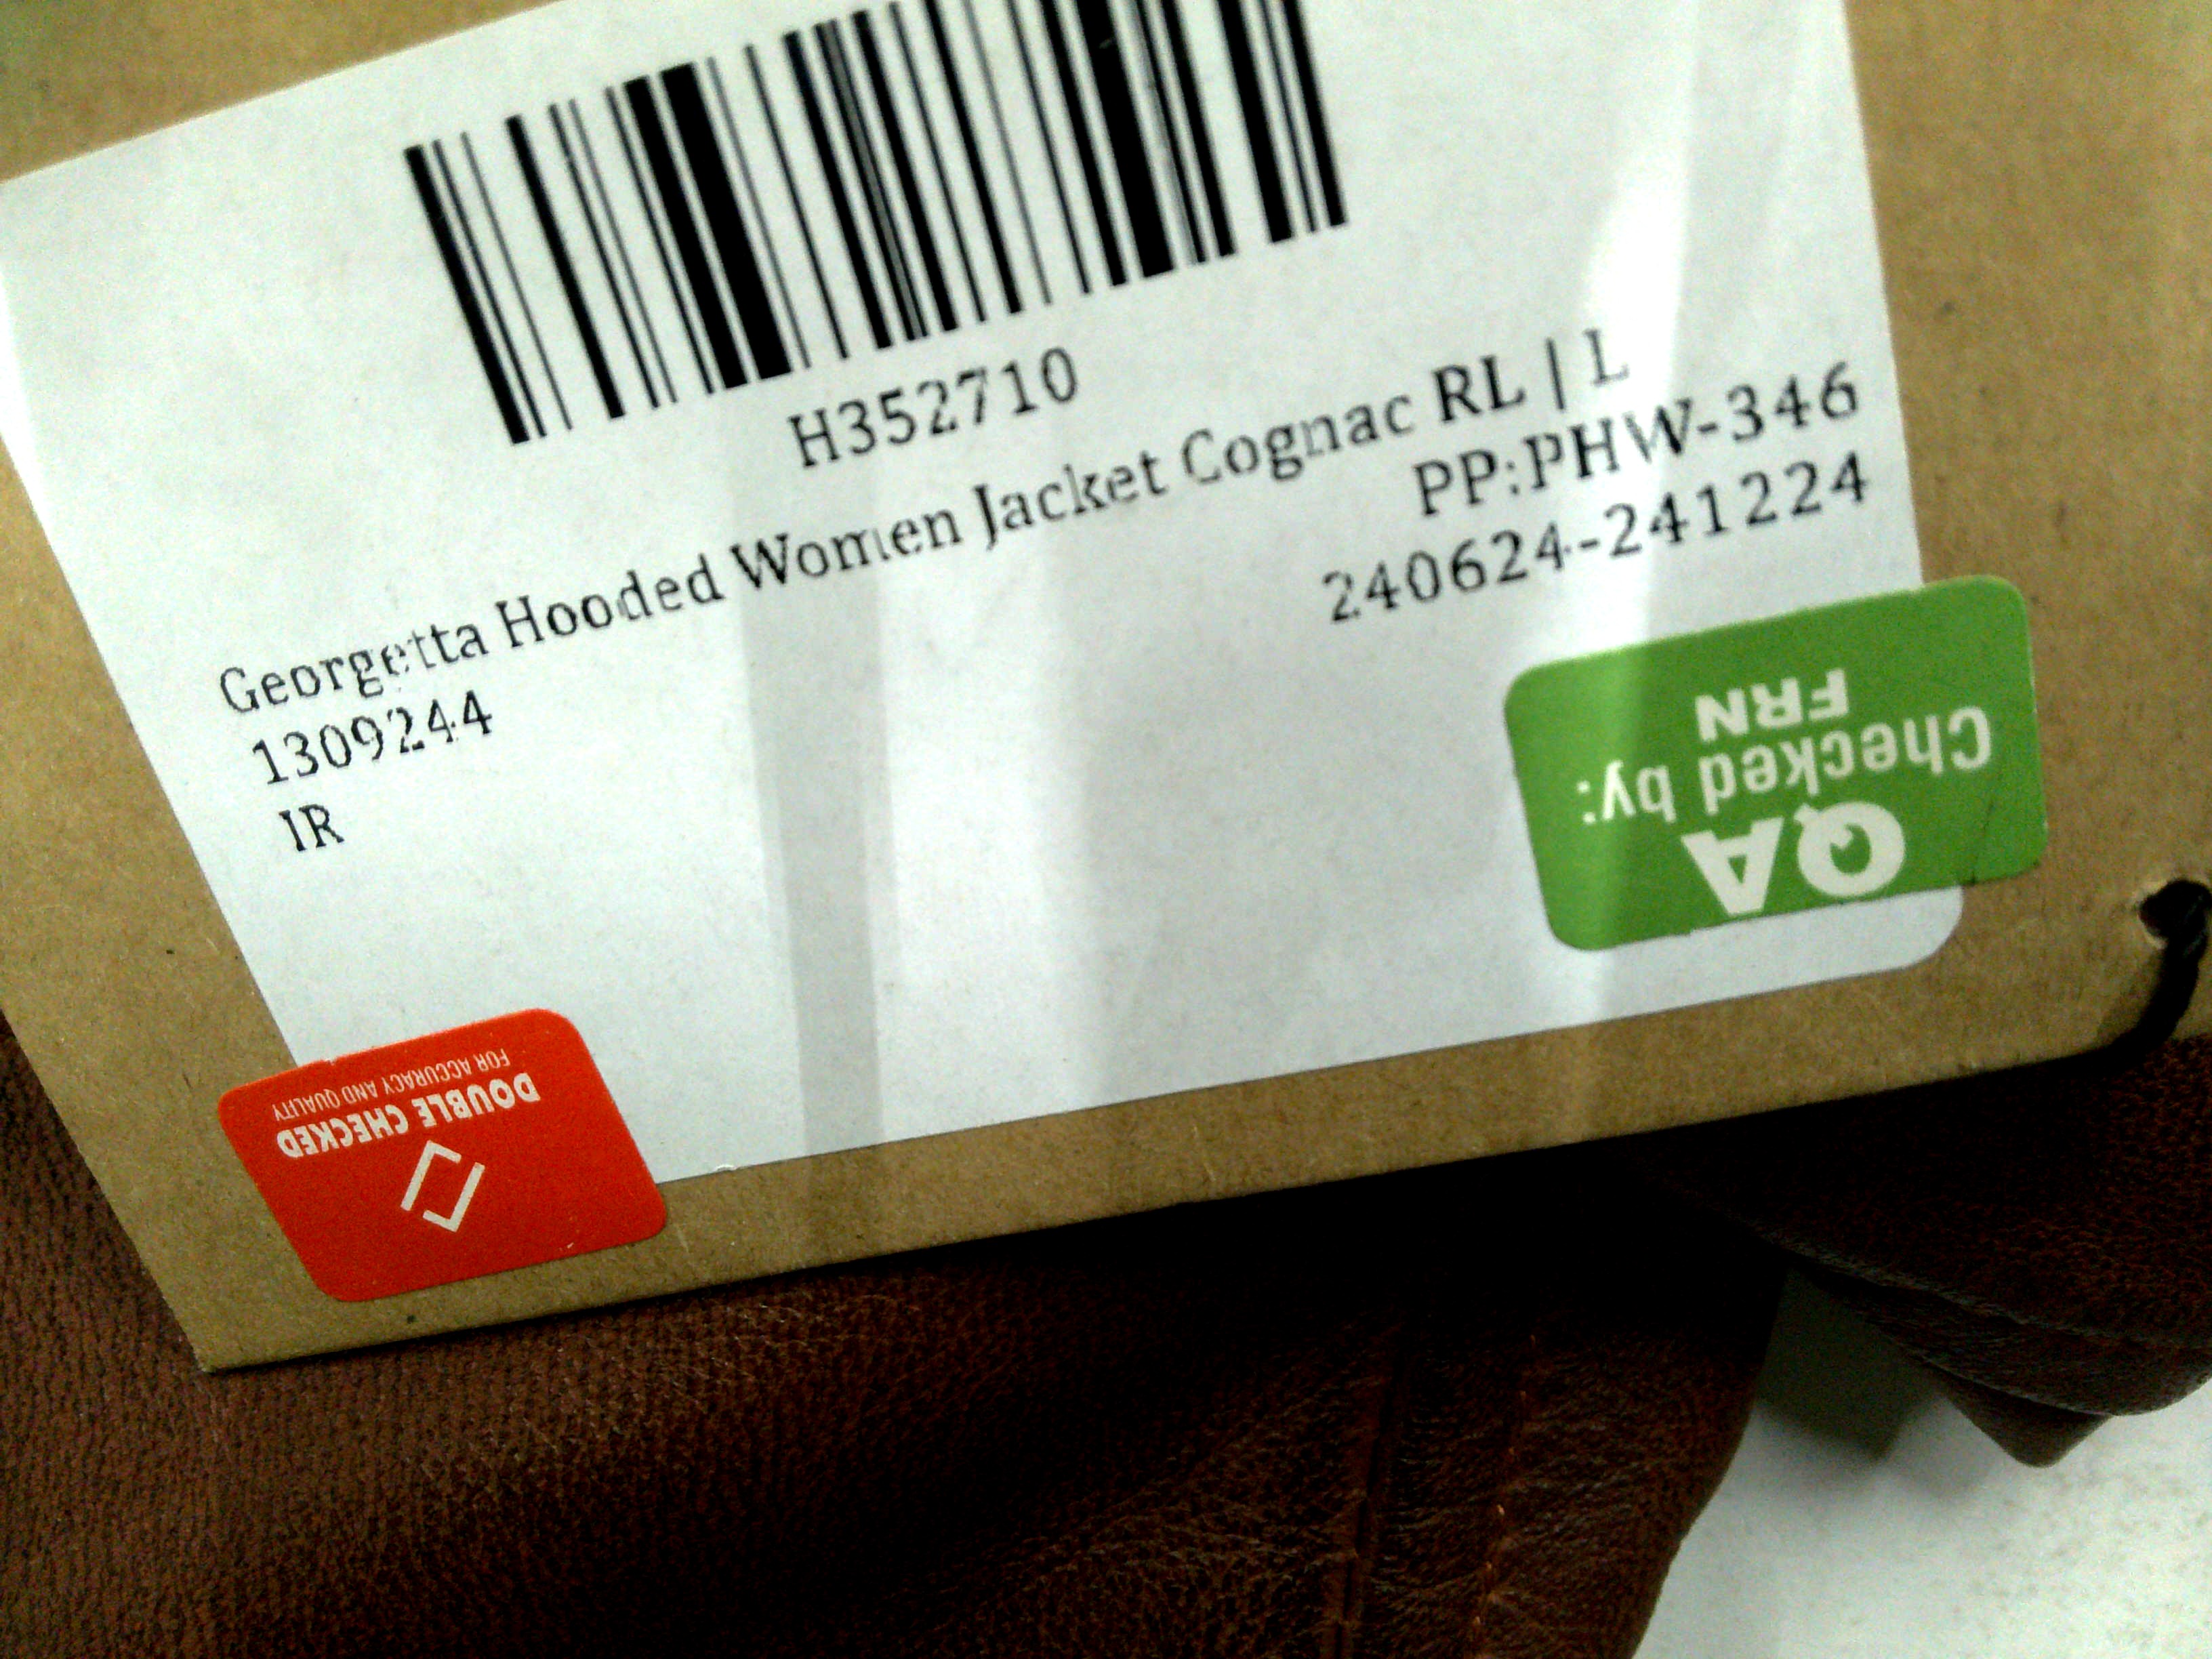 H352710
Georgetta Hooded Women Jacket Cognac RL | L
1309244
PP:PHW-346
IR
240624-241224
QA
Checked by:
FRN
DOUBLE CHECKED
FOR ACCURACY AND QUALITY